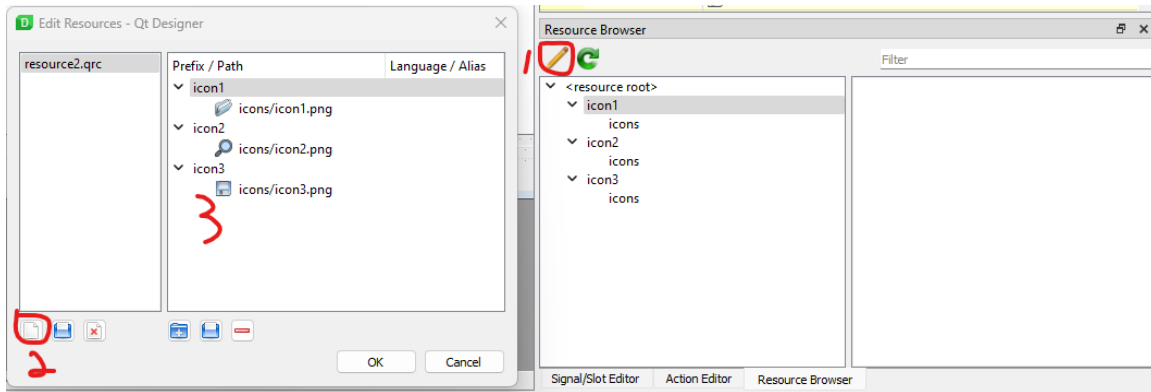 Edit Resources - Qt Designer
resource2.qrc
Prefix / Path
Language / Alias
icon1
icons/icon1.png
icon2
icons/icon2.png
icon3
icons/icon3.png
3
2
OK
Cancel
Resource Browser
1
Filter
<resource root>
icon1
icons
icon2
icons
icon3
icons
Signal/Slot Editor
Action Editor
Resource Browser